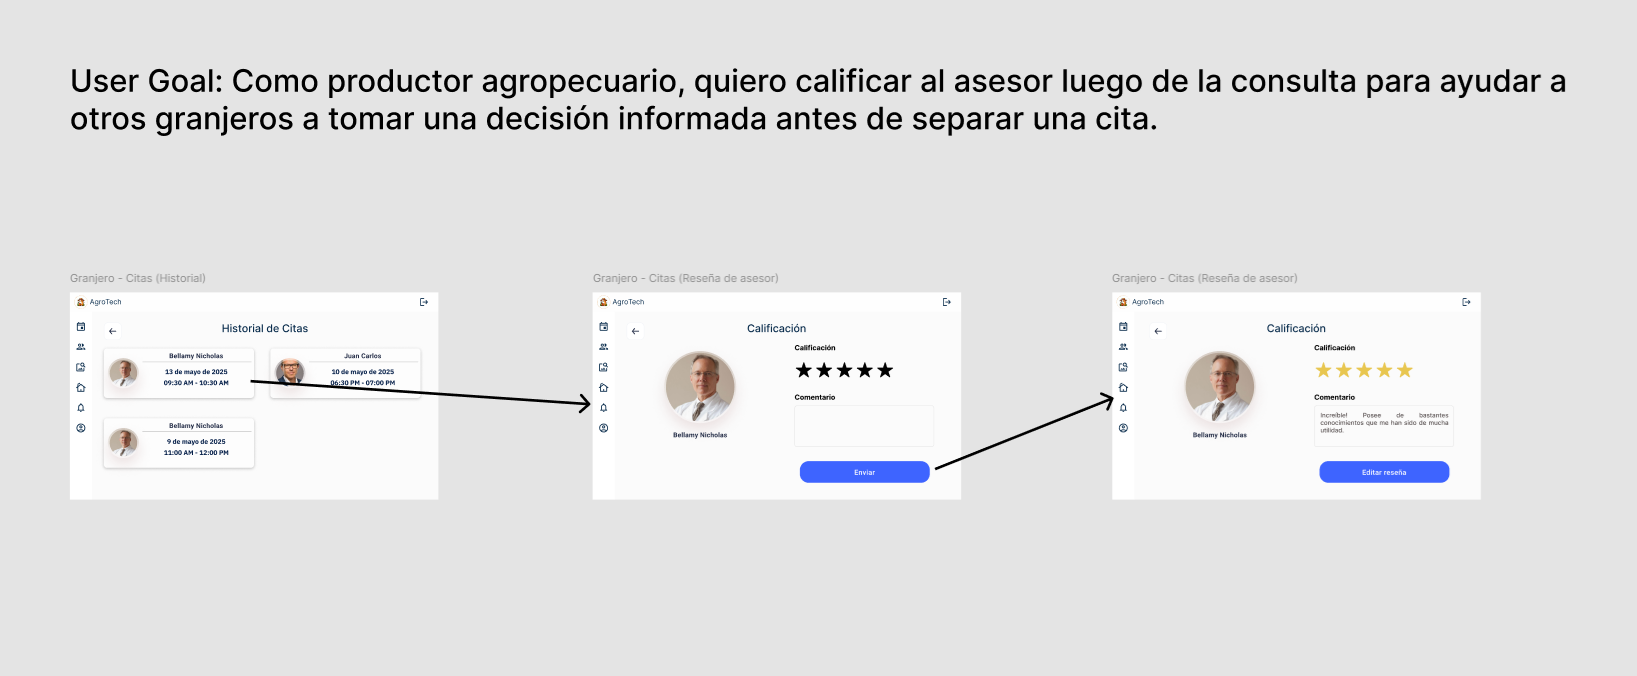 User Goal: Como productor agropecuario, quiero calificar al asesor luego de la consulta para ayudar a
otros granjeros a tomar una decisión informada antes de separar una cita.
Granjero - Citas (Historial)
AgroTech
Historial de Citas
Bellamy Nicholas
13 de mayo de 2025
09:30 AM - 10:30 AM
Juan Carlos
10 de mayo de 2025
06:30 PM - 07:00 PM
Bellamy Nicholas
9 de mayo de 2025
11:00 AM - 12:00 PM
Granjero - Citas (Reseña de asesor)
AgroTech
Calificación
Bellamy Nicholas
Calificación
Comentario
Enviar
Granjero - Citas (Reseña de asesor)
AgroTech
Calificación
Bellamy Nicholas
Calificación
Comentario
Increíble! Posee de bastantes
conocimientos que me han sido de mucha
utilidad.
Editar reseña